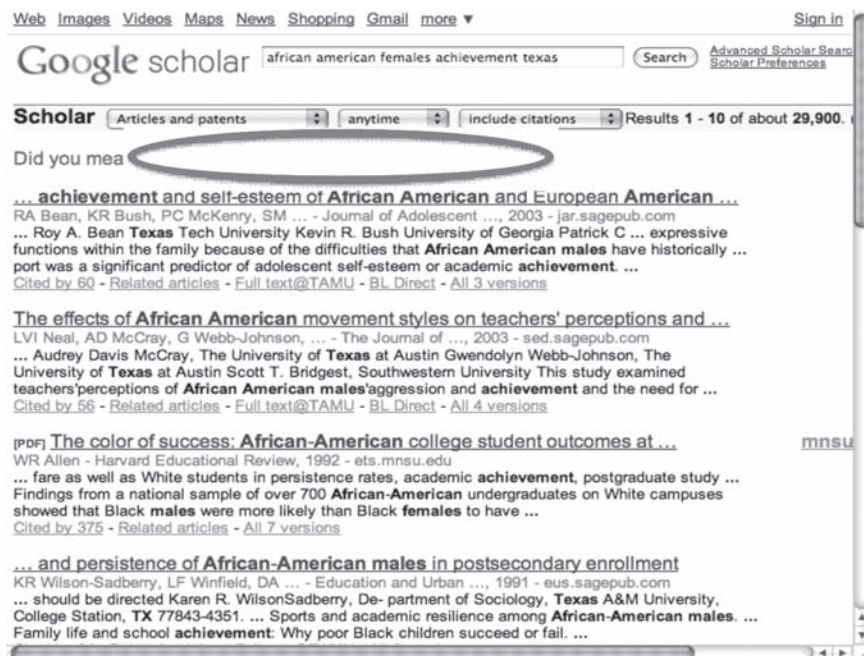 Web Images Videos Maps News Shopping Gmail more ▼ Sign in
Google scholar african american females achievement texas Search Advanced Scholar Searc
Scholar Preferences
Scholar Articles and patents anytime include citations Results 1 - 10 of about 29,900.
Did you mea
... achievement and self-esteem of African American and European American ...
RA Bean, KR Bush, PC McKenry, SM ... - Journal of Adolescent ..., 2003 - jar.sagepub.com
... Roy A. Bean Texas Tech University Kevin R. Bush University of Georgia Patrick C ... expressive
functions within the family because of the difficulties that African American males have historically ...
port was a significant predictor of adolescent self-esteem or academic achievement. ...
Cited by 60 - Related articles - Full text@TAMU - BL Direct - All 3 versions
The effects of African American movement styles on teachers' perceptions and ...
LVI Neal, AD McCray, G Webb-Johnson, ... - The Journal of ..., 2003 - sed.sagepub.com
... Audrey Davis McCray, The University of Texas at Austin Gwendolyn Webb-Johnson, The
University of Texas at Austin Scott T. Bridgest, Southwestern University This study examined
teachers'perceptions of African American males'aggression and achievement and the need for ...
Cited by 56 - Related articles - Full text@TAMU - BL Direct - All 4 versions
[PDF] The color of success: African-American college student outcomes at ... mnsu
WR Allen - Harvard Educational Review, 1992 - ets.mnsu.edu
... fare as well as White students in persistence rates, academic achievement, postgraduate study ...
Findings from a national sample of over 700 African-American undergraduates on White campuses
showed that Black males were more likely than Black females to have ...
Cited by 375 - Related articles - All 7 versions
... and persistence of African-American males in postsecondary enrollment
KR Wilson-Sadberry, LF Winfield, DA ... - Education and Urban ..., 1991 - eus.sagepub.com
... should be directed Karen R. WilsonSadberry, De- partment of Sociology, Texas A&M University,
College Station, TX 77843-4351. ... Sports and academic resilience among African-American males. ...
Family life and school achievement: Why poor Black children succeed or fail. ...